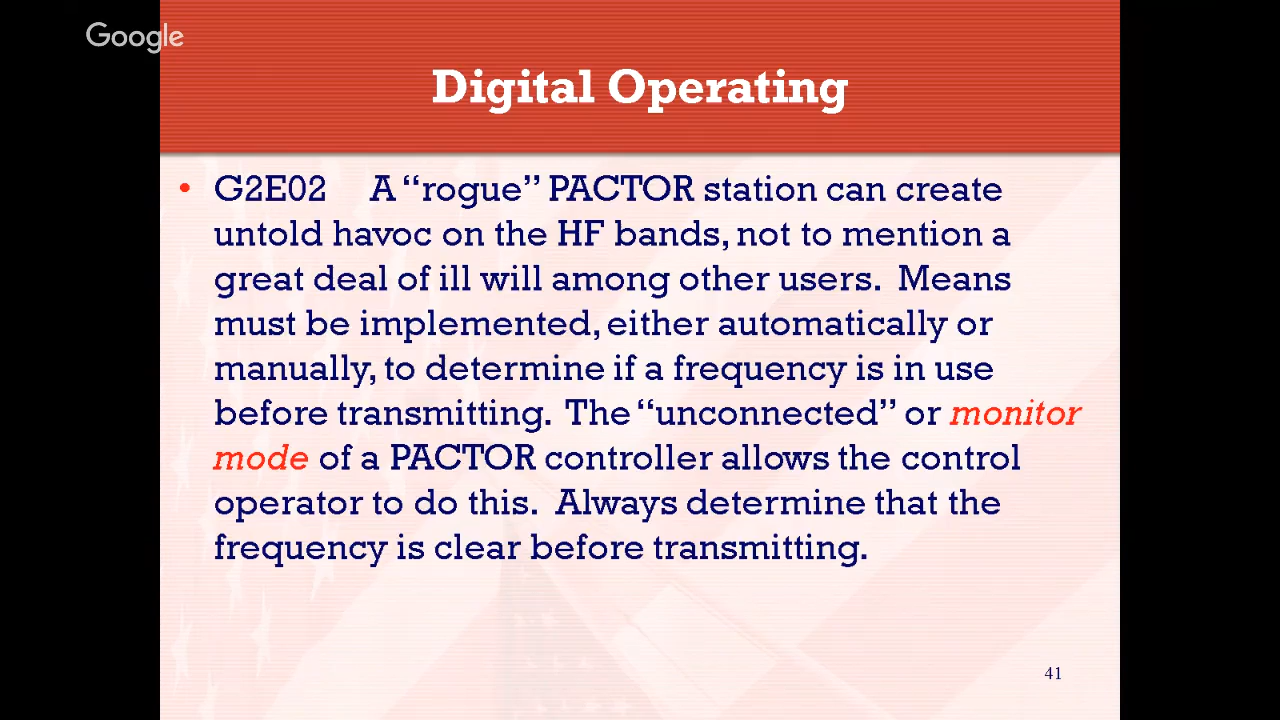 Google
Digital Operating
• G2E02 A “rogue” PACTOR station can create
untold havoc on the HF bands, not to mention a
great deal of ill will among other users. Means
must be implemented, either automatically or
manually, to determine if a frequency is in use
before transmitting. The “unconnected” or monitor
mode of a PACTOR controller allows the control
operator to do this. Always determine that the
frequency is clear before transmitting.
41